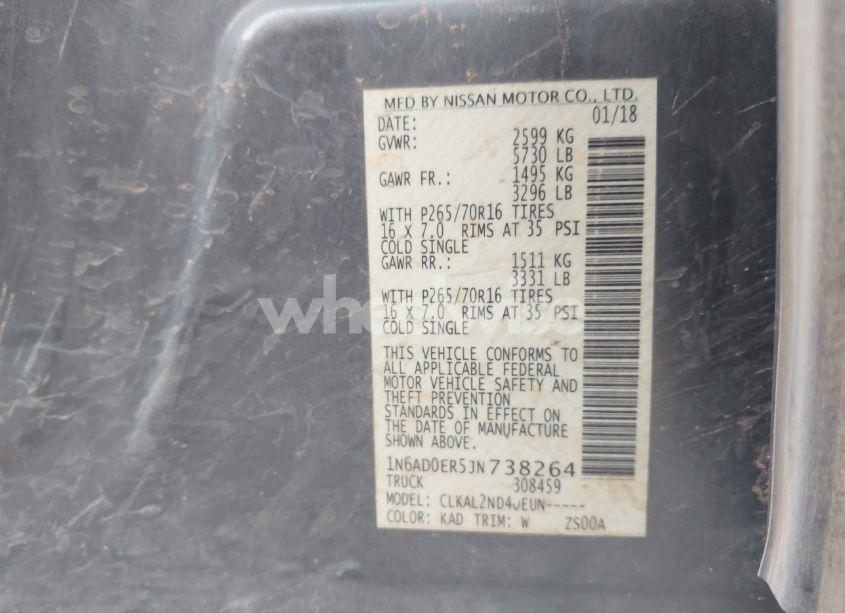 MFD BY NISSAN MOTOR CO., LTD.
DATE: 01/18
GVWR: 2599 KG
5730 LB
GAWR FR.: 1495 KG
3296 LB
WITH P265/70R16 TIRES
16 X 7.0 RIMS AT 35 PSI
COLD SINGLE
GAWR RR.: 1511 KG
3331 LB
WITH P265/70R16 TIRES
16 X 7.0 RIMS AT 35 PSI
COLD SINGLE
THIS VEHICLE CONFORMS TO
ALL APPLICABLE FEDERAL
MOTOR VEHICLE SAFETY AND
THEFT PREVENTION
STANDARDS IN EFFECT ON
THE DATE OF MANUFACTURE
SHOWN ABOVE.
1N6AD0ER5JN738264
TRUCK 308459
MODEL: CLKAL2ND4JEUN-----
COLOR: KAD TRIM: W ZS00A